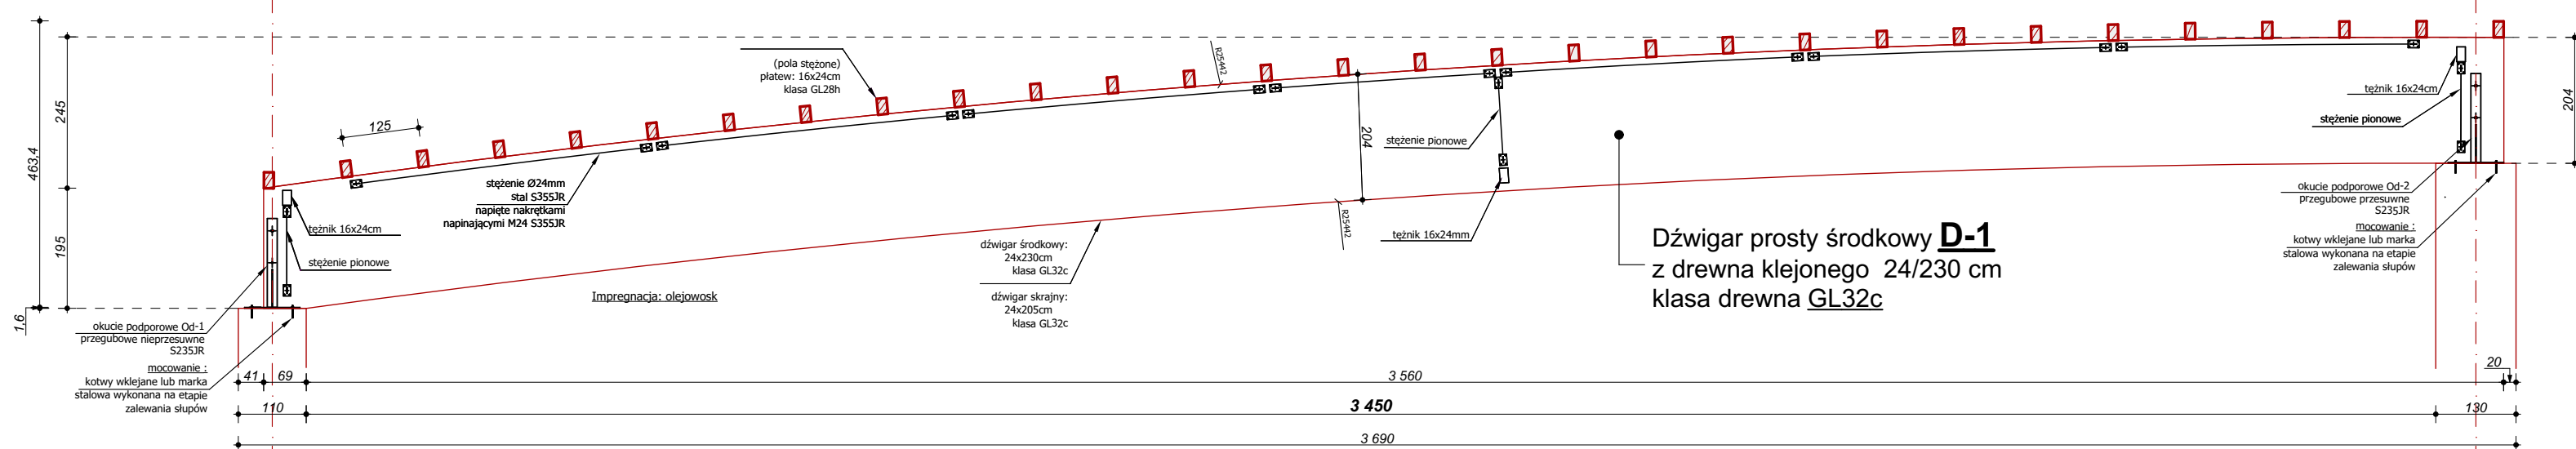 463,4
245
195
1,6
125
(pola stężone)
płatew: 16x24cm
klasa GL28h
R25442
204
R25442
stężenie Ø24mm
stal S355JR
napięte nakrętkami
napinającymi M24 S355JR
tężnik 16x24cm
stężenie pionowe
Impregnacja: olejowosk
okucie podporowe Od-1
przegubowe nieprzesuwne
S235JR
mocowanie :
kotwy wklejane lub marka
stalowa wykonana na etapie
zalewania słupów
dźwigar środkowy:
24x230cm
klasa GL32c
dźwigar skrajny:
24x205cm
klasa GL32c
stężenie pionowe
tężnik 16x24mm
Dźwigar prosty środkowy D-1
z drewna klejonego 24/230 cm
klasa drewna GL32c
tężnik 16x24cm
stężenie pionowe
204
okucie podporowe Od-2
przegubowe przesuwne
S235JR
mocowanie :
kotwy wklejane lub marka
stalowa wykonana na etapie
zalewania słupów
41 69 3 560 20
110 3 450 130
3 690